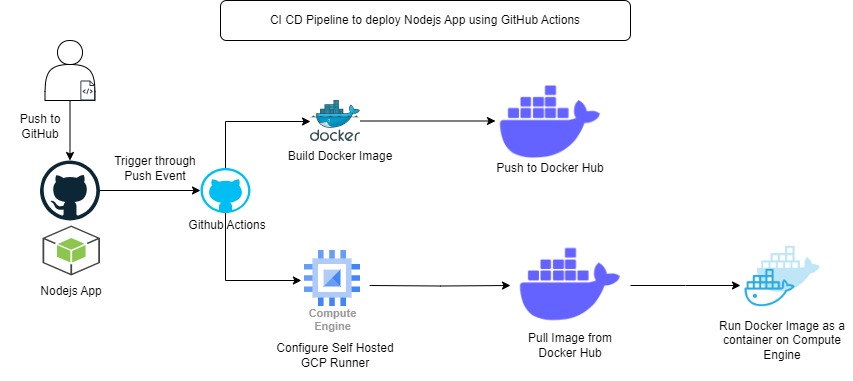 CI CD Pipeline to deploy Nodejs App using GitHub Actions
</>
Push to
GitHub
Trigger through
Push Event
docker
Build Docker Image
Push to Docker Hub
Github Actions
Nodejs App
Compute
Engine
Configure Self Hosted
GCP Runner
Pull Image from
Docker Hub
Run Docker Image as a
container on Compute
Engine